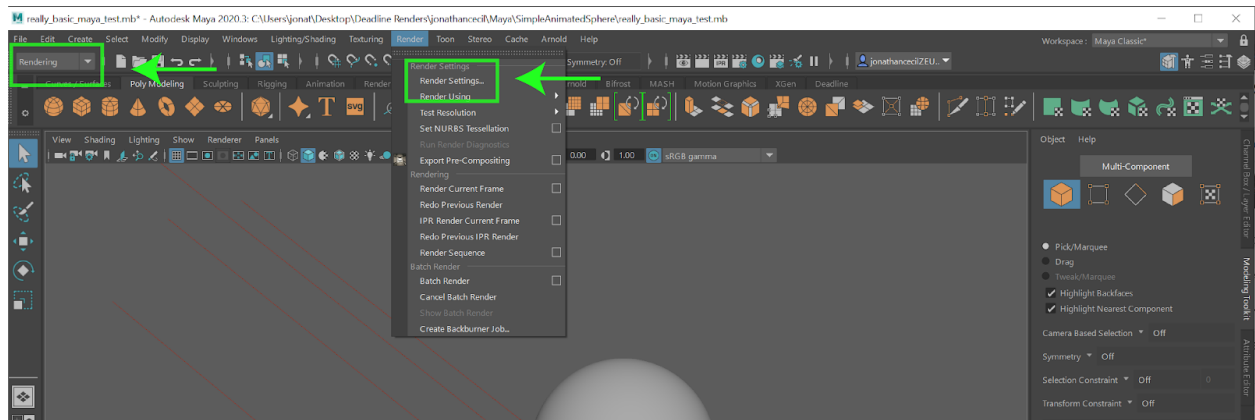 really_basic_maya_test.mb* - Autodesk Maya 2020.3: C:\Users\jonat\Desktop\Deadline Renders\jonathancecil\Maya\SimpleAnimatedSphere\really_basic_maya_test.mb
File Edit Create Select Modify Display Windows Lighting/Shading Texturing Render Toon Stereo Cache Arnold Help Workspace: Maya Classic*
Rendering Symmetry: Off jonathancecilZEU...
Curves / Surfaces Poly Modeling Sculpting Rigging Animation Render Arnold Bifrost MASH Motion Graphics XGen Deadline
T svg
View Shading Lighting Show Renderer Panels
0.00 1.00 sRGB gamma
Render Settings
Render Settings...
Render Using
Test Resolution
Set NURBS Tessellation
Run Render Diagnostics
Export Pre-Compositing
Rendering
Render Current Frame
Redo Previous Render
IPR Render Current Frame
Redo Previous IPR Render
Render Sequence
Batch Render
Batch Render
Cancel Batch Render
Show Batch Render
Create Backburner Job...
Object Help
Multi-Component
Pick/Marquee
Drag
Tweak/Marquee
Highlight Backfaces
Highlight Nearest Component
Camera Based Selection Off
Symmetry Off
Selection Constraint Off 0
Transform Constraint Off
Channel Box / Layer Editor
Modeling Toolkit
Attribute Editor